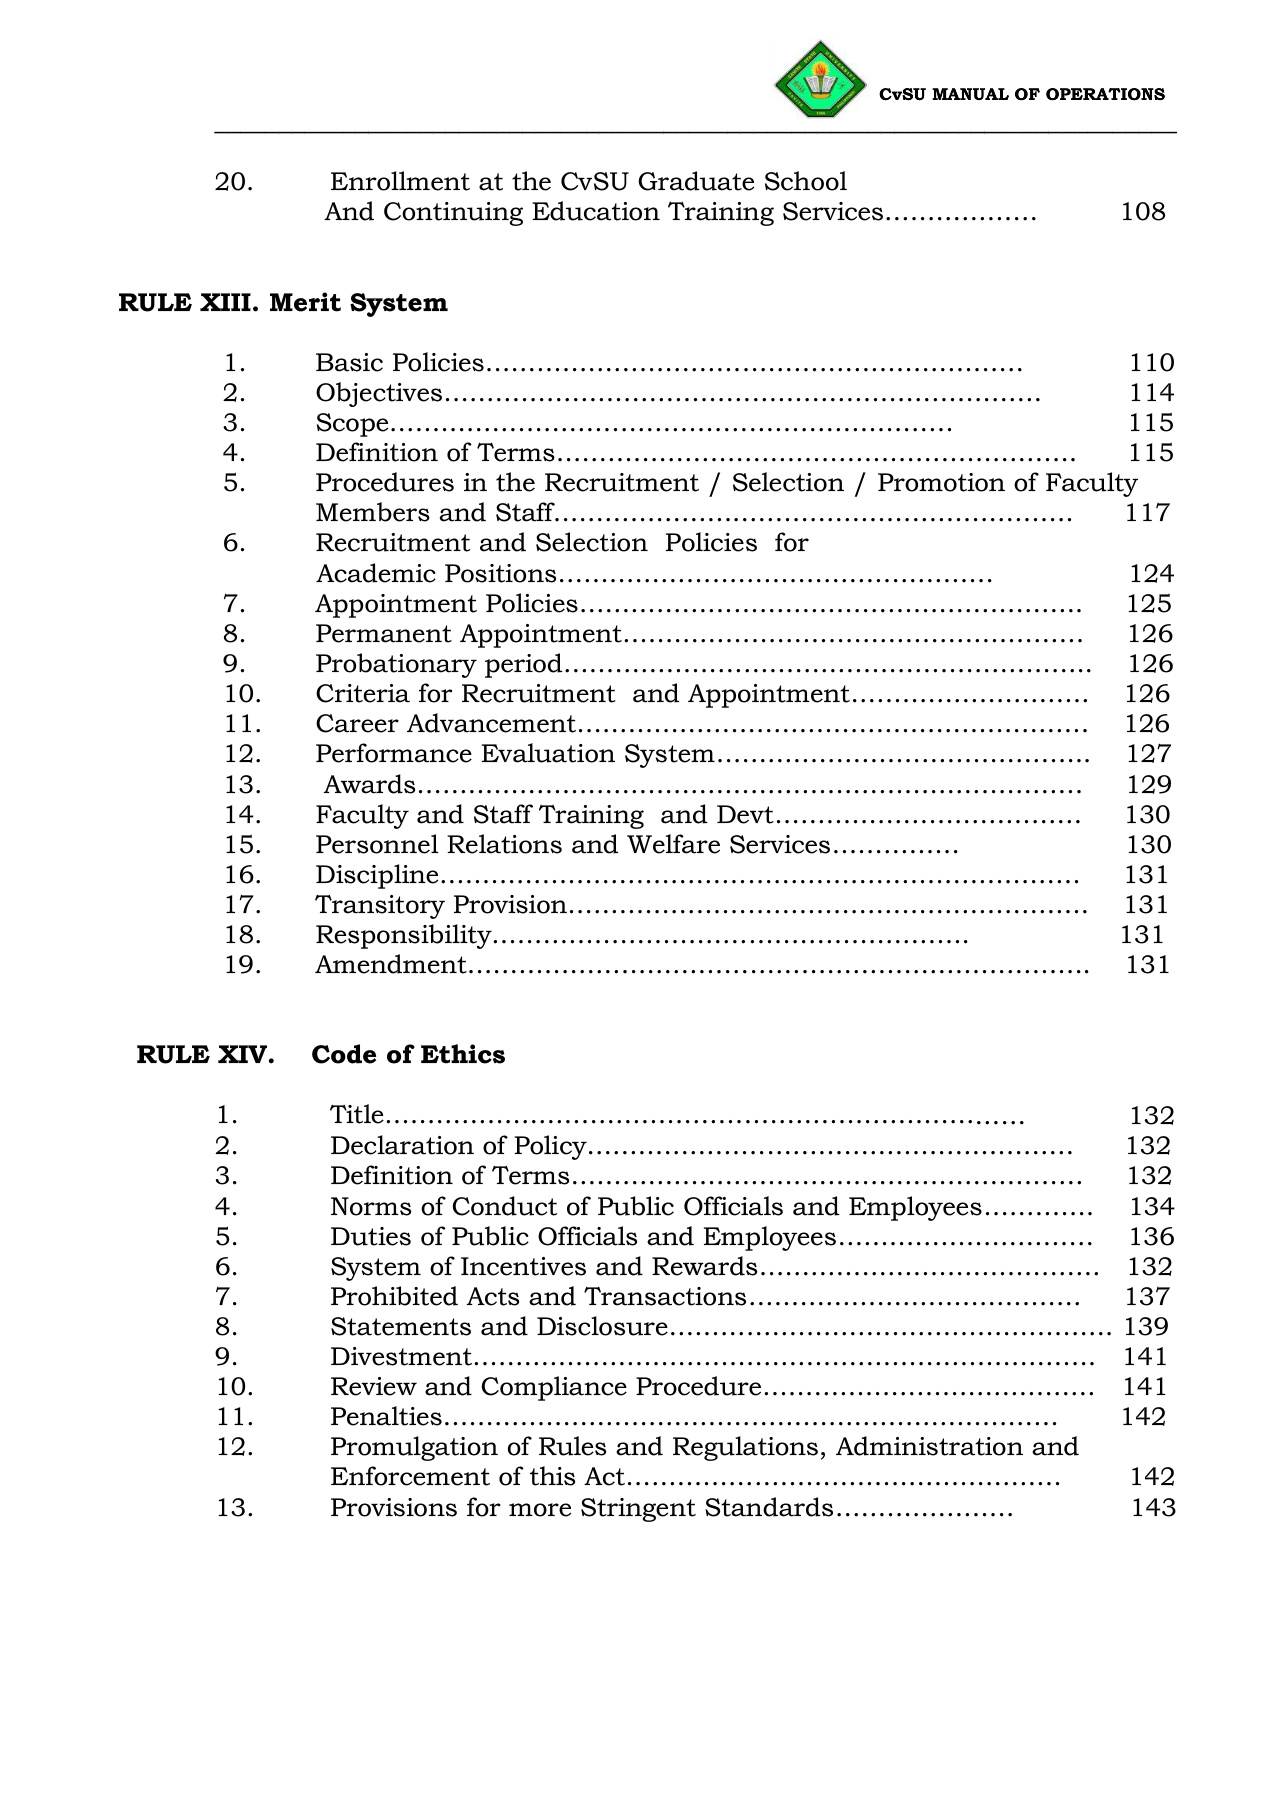 CvSU MANUAL OF OPERATIONS
20. Enrollment at the CvSU Graduate School
And Continuing Education Training Services……………… 108
RULE XIII. Merit System
1. Basic Policies……………………………………………………… 110
2. Objectives……………………………………………………………… 114
3. Scope………………………………………………………… 115
4. Definition of Terms…………………………………………………… 115
5. Procedures in the Recruitment / Selection / Promotion of Faculty
Members and Staff…………………………………………………… 117
6. Recruitment and Selection Policies for
Academic Positions…………………………………………… 124
7. Appointment Policies………………………………………………… 125
8. Permanent Appointment……………………………………………… 126
9. Probationary period…………………………………………………… 126
10. Criteria for Recruitment and Appointment……………………… 126
11. Career Advancement…………………………………………………… 126
12. Performance Evaluation System…………………………………… 127
13. Awards…………………………………………………………………… 129
14. Faculty and Staff Training and Devt……………………………… 130
15. Personnel Relations and Welfare Services…………… 130
16. Discipline………………………………………………………………… 131
17. Transitory Provision…………………………………………………… 131
18. Responsibility………………………………………………… 131
19. Amendment……………………………………………………………… 131
RULE XIV. Code of Ethics
1. Title………………………………………………………………… 132
2. Declaration of Policy………………………………………………… 132
3. Definition of Terms…………………………………………………… 132
4. Norms of Conduct of Public Officials and Employees…………. 134
5. Duties of Public Officials and Employees………………………… 136
6. System of Incentives and Rewards………………………………… 132
7. Prohibited Acts and Transactions………………………………… 137
8. Statements and Disclosure……………………………………………. 139
9. Divestment……………………………………………………………… 141
10. Review and Compliance Procedure………………………………… 141
11. Penalties……………………………………………………………… 142
12. Promulgation of Rules and Regulations, Administration and
Enforcement of this Act…………………………………………… 142
13. Provisions for more Stringent Standards………………… 143